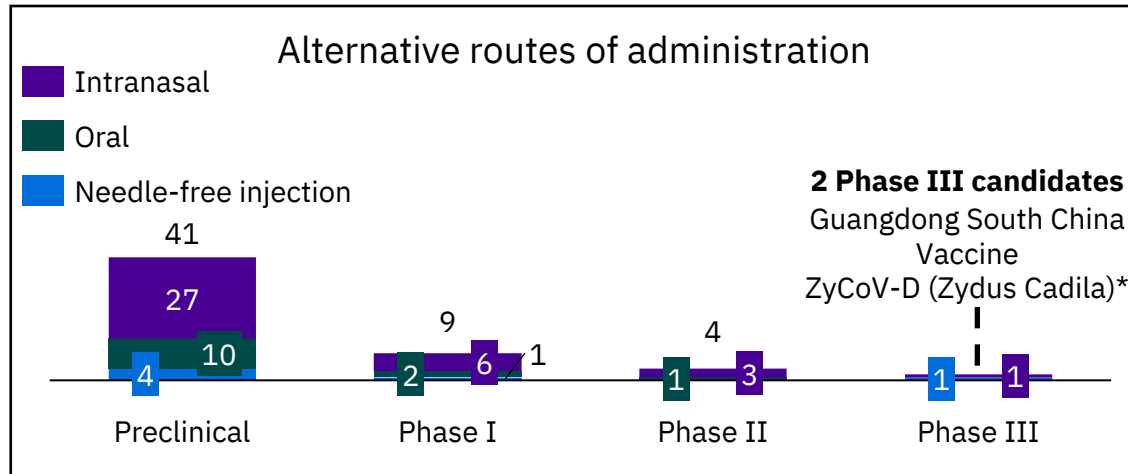 Alternative routes of administration
Intranasal
Oral
Needle-free injection
2 Phase III candidates
Guangdong South China
Vaccine
ZyCoV-D (Zydus Cadila)*
41
27
10
4
9
6
1
2
4
3
1
1
1
Preclinical
Phase I
Phase II
Phase III